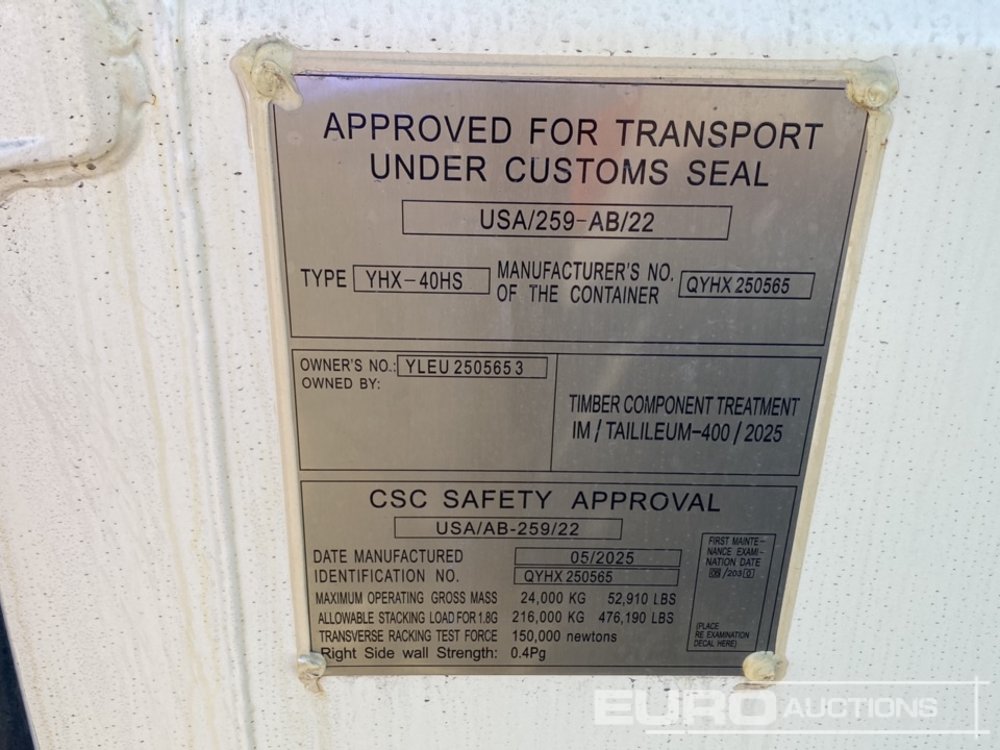 APPROVED FOR TRANSPORT
UNDER CUSTOMS SEAL
USA/259-AB/22
TYPE YHX-40HS MANUFACTURER'S NO. OF THE CONTAINER QYHX 250565
OWNER'S NO.: YLEU 250565 3
OWNED BY:
TIMBER COMPONENT TREATMENT
IM / TAILILEUM-400 / 2025
CSC SAFETY APPROVAL
USA/AB-259/22
DATE MANUFACTURED 05/2025
IDENTIFICATION NO. QYHX 250565
MAXIMUM OPERATING GROSS MASS 24,000 KG 52,910 LBS
ALLOWABLE STACKING LOAD FOR 1.8G 216,000 KG 476,190 LBS
TRANSVERSE RACKING TEST FORCE 150,000 newtons
Right Side wall Strength: 0.4Pg
FIRST MAINTE-
NANCE EXAMI-
NATION DATE
/2030
(PLACE
RE EXAMINATION
DECAL HERE)
EURO AUCTIONS